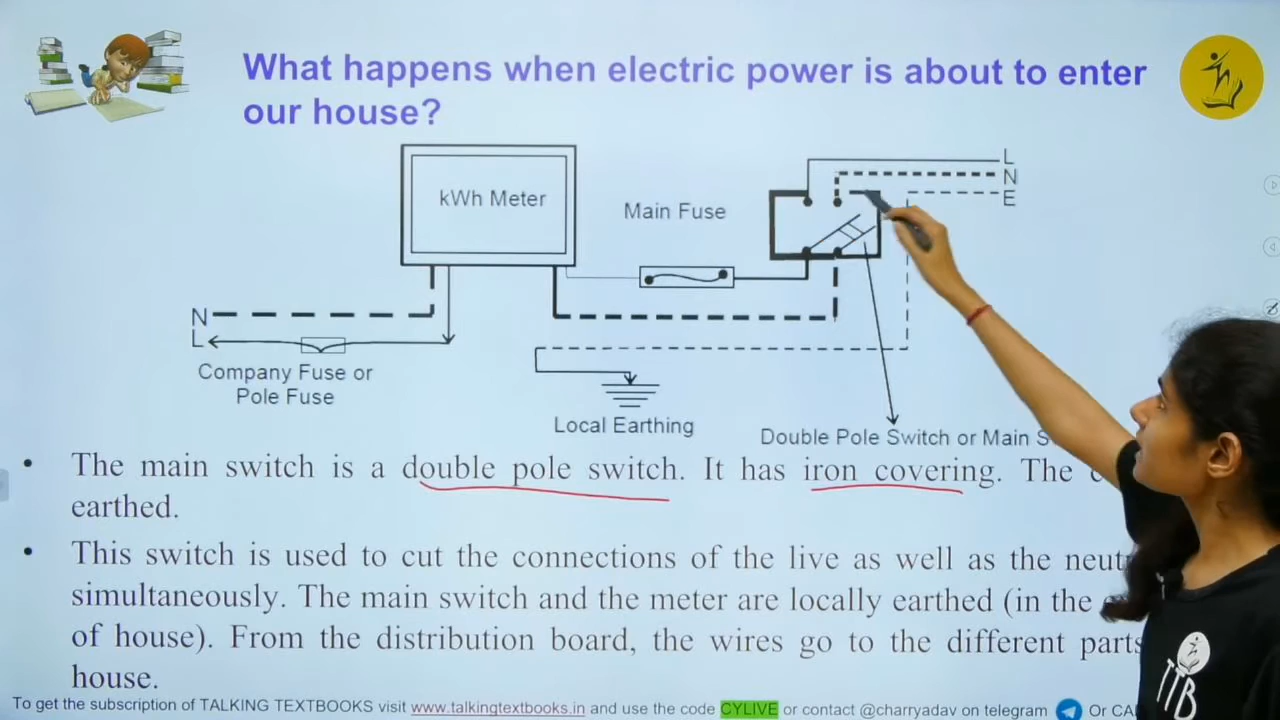 What happens when electric power is about to enter
our house?
kWh Meter
Main Fuse
L
N
E
N
L
Company Fuse or
Pole Fuse
Local Earthing
Double Pole Switch or Main S
• The main switch is a double pole switch. It has iron covering. The
earthed.
• This switch is used to cut the connections of the live as well as the neut
simultaneously. The main switch and the meter are locally earthed (in the
of house). From the distribution board, the wires go to the different parts
house.
TTB
To get the subscription of TALKING TEXTBOOKS visit www.talkingtextbooks.in and use the code CYLIVE or contact @charryadav on telegram Or